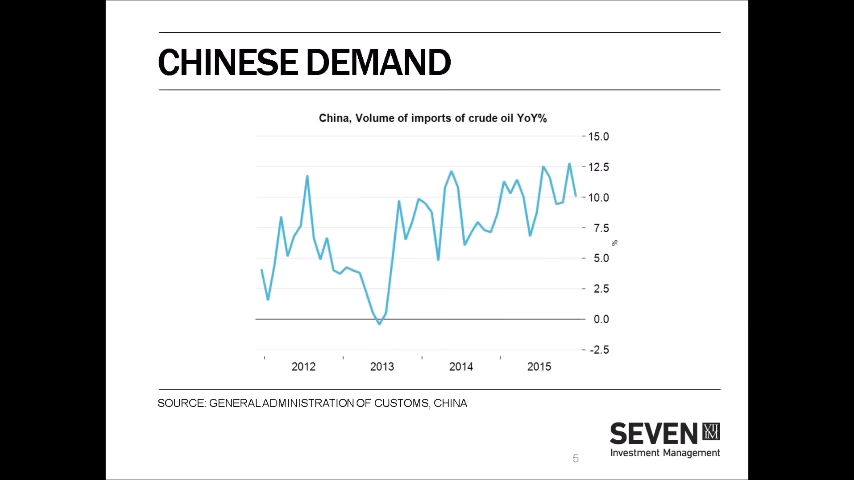 CHINESE DEMAND
China, Volume of imports of crude oil YoY%
15.0
12.5
10.0
7.5
%
5.0
2.5
0.0
-2.5
2012 2013 2014 2015
SOURCE: GENERAL ADMINISTRATION OF CUSTOMS, CHINA
SEVEN VII IM
Investment Management
5